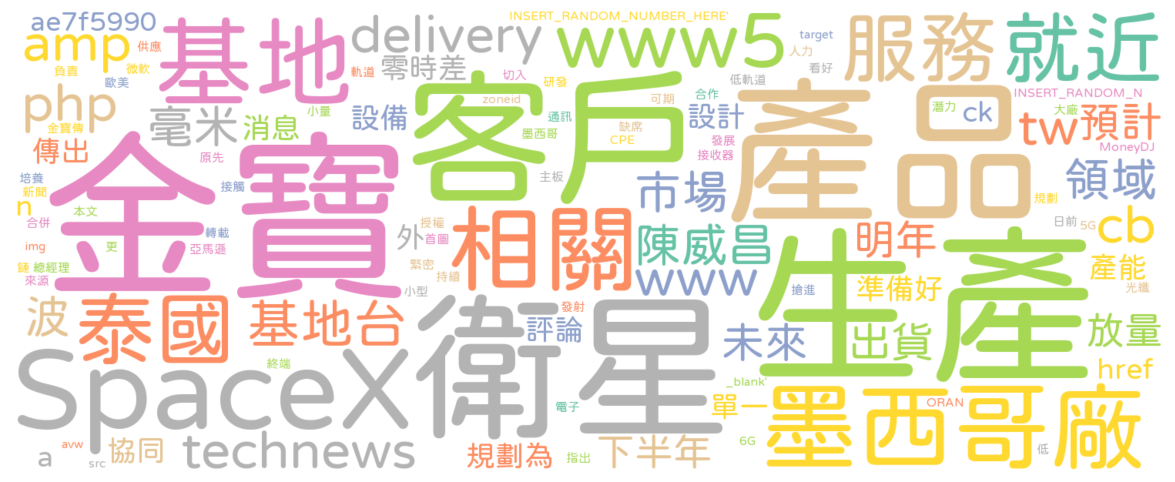 ae7f5990
INSERT_RANDOM_NUMBER_HERE'
amp
供應
基地
delivery
www5
target
服務
就近
負責
微軟
歐美
軌道
零時差
切入
研發
人力
看好
低軌道
php
金寶
毫米
消息
小量
設備
客戶
zoneid
通訊
墨西哥
可期
缺席
CPE
合作
設計
發展
接收器
產品
潛力
ck
大廠
INSERT_RANDOM_N
tw
預計
MoneyDJ
金寶傳
傳出
原先
培養
新聞
n
合併
接觸
主板
市場
領域
規劃
本文
轉載
亞馬遜
更
img
鏈
總經理
來源
外
授權
首圖
緊密
持續
相關
陳威昌
www
明年
日前
5G
cb
產能
光纖
小型
生產
搶進
準備好
波
泰國
基地台
發射
評論
衛星
未來
出貨
放量
終端
SpaceX
href
_blank'
單一
電子
墨西哥廠
ORAN
6G
a
avw
src
協同
technews
規劃為
指出
下半年
低